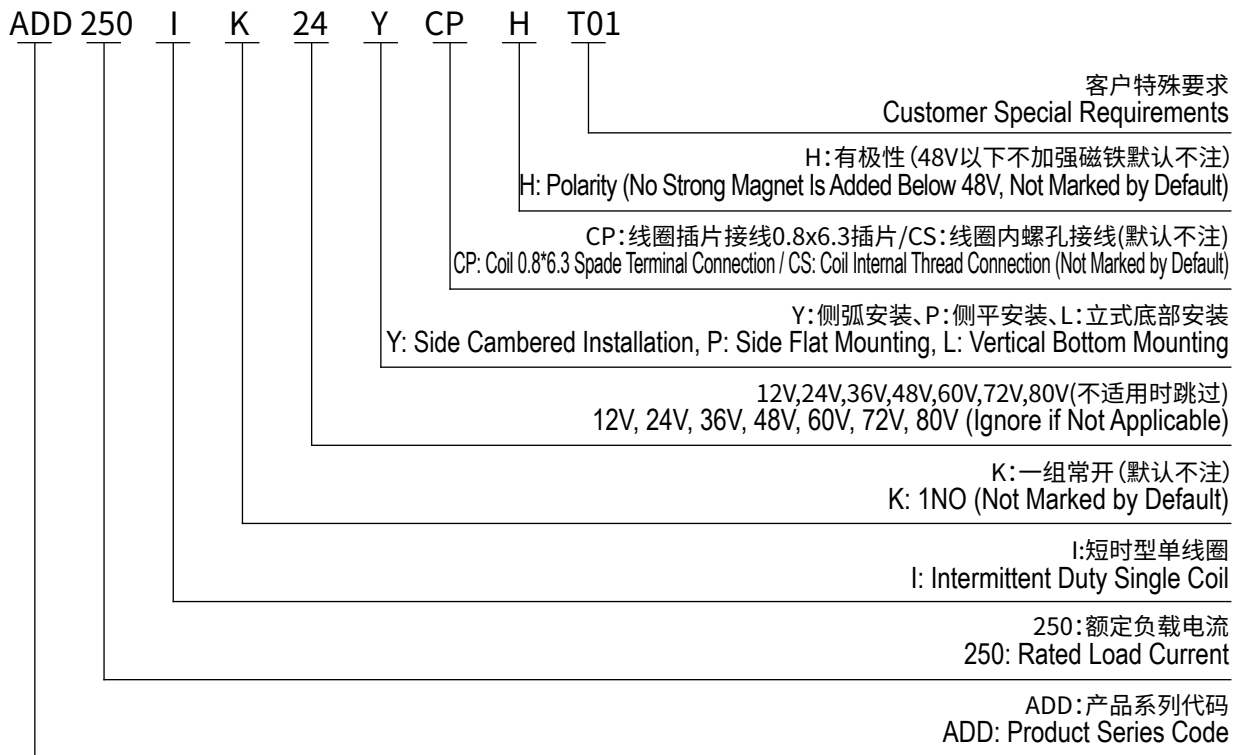 ADD 250 I K 24 Y CP H T01
客户特殊要求
Customer Special Requirements
H:有极性(48V以下不加强磁铁默认不注)
H: Polarity (No Strong Magnet Is Added Below 48V, Not Marked by Default)
CP:线圈插片接线0.8x6.3插片/CS:线圈内螺孔接线(默认不注)
CP: Coil 0.8*6.3 Spade Terminal Connection / CS: Coil Internal Thread Connection (Not Marked by Default)
Y:侧弧安装、P:侧平安装、L:立式底部安装
Y: Side Cambered Installation, P: Side Flat Mounting, L: Vertical Bottom Mounting
12V,24V,36V,48V,60V,72V,80V(不适用时跳过)
12V, 24V, 36V, 48V, 60V, 72V, 80V (Ignore if Not Applicable)
K:一组常开(默认不注)
K: 1NO (Not Marked by Default)
I:短时型单线圈
I: Intermittent Duty Single Coil
250:额定负载电流
250: Rated Load Current
ADD:产品系列代码
ADD: Product Series Code